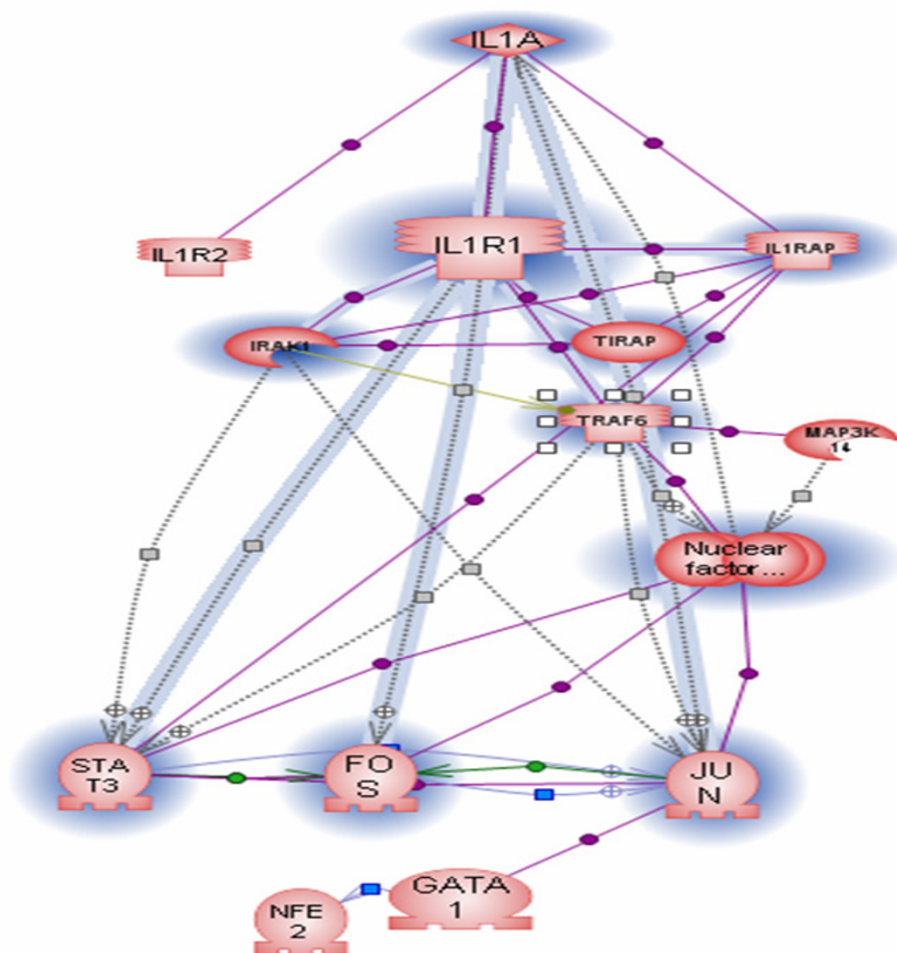 IL1A
IL1R2
IL1R1
IL1RAP
IRAK1
TIRAP
TRAF6
MAP3K
14
Nuclear
factor...
STA
T3
FO
S
JU
N
GATA
1
NFE
2